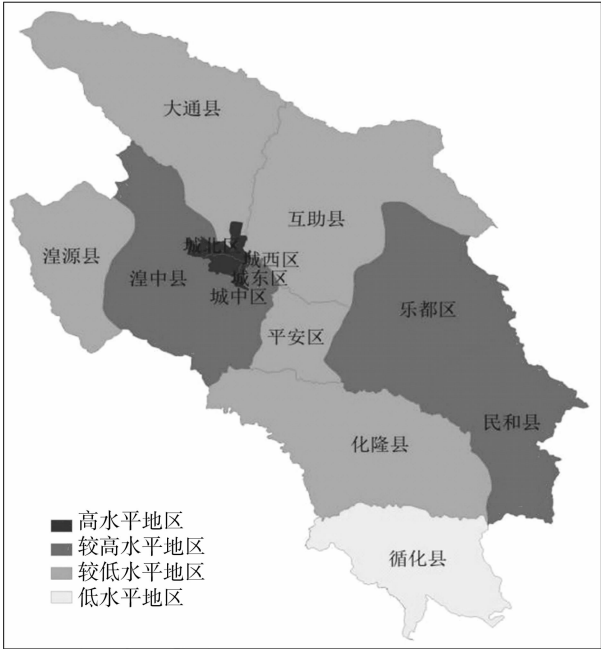 大通县
互助县
湟源县
湟中县
城北区
城西区
城东区
城中区
乐都区
平安区
民和县
化隆县
循化县
高水平地区
较高水平地区
较低水平地区
低水平地区